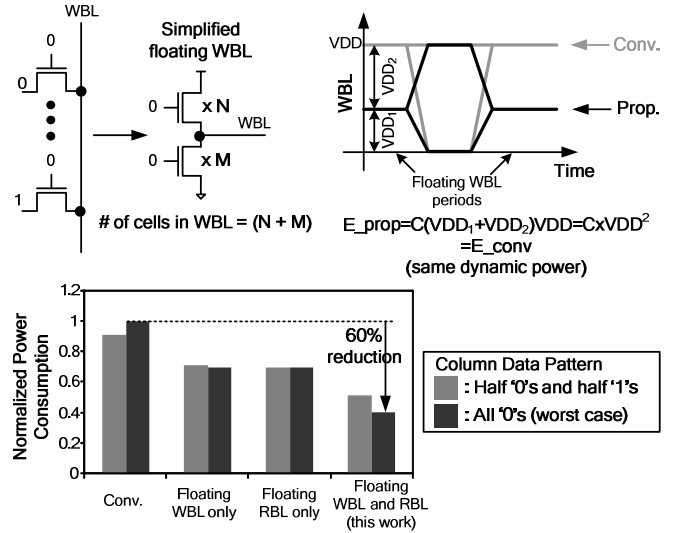 WBL
0
0
0
1
Simplified
floating WBL
0
x N
WBL
0
x M
# of cells in WBL = (N + M)
VDD
VDD2
VDD1
WBL
Conv.
Prop.
Time
Floating WBL
periods
E_prop=C(VDD1+VDD2)VDD=CxVDD²
=E_conv
(same dynamic power)
Normalized Power
Consumption
1.2
1
0.8
0.6
0.4
0.2
0
60%
reduction
Conv.
Floating
WBL only
Floating
RBL only
Floating
WBL and RBL
(this work)
Column Data Pattern
: Half '0's and half '1's
: All '0's (worst case)